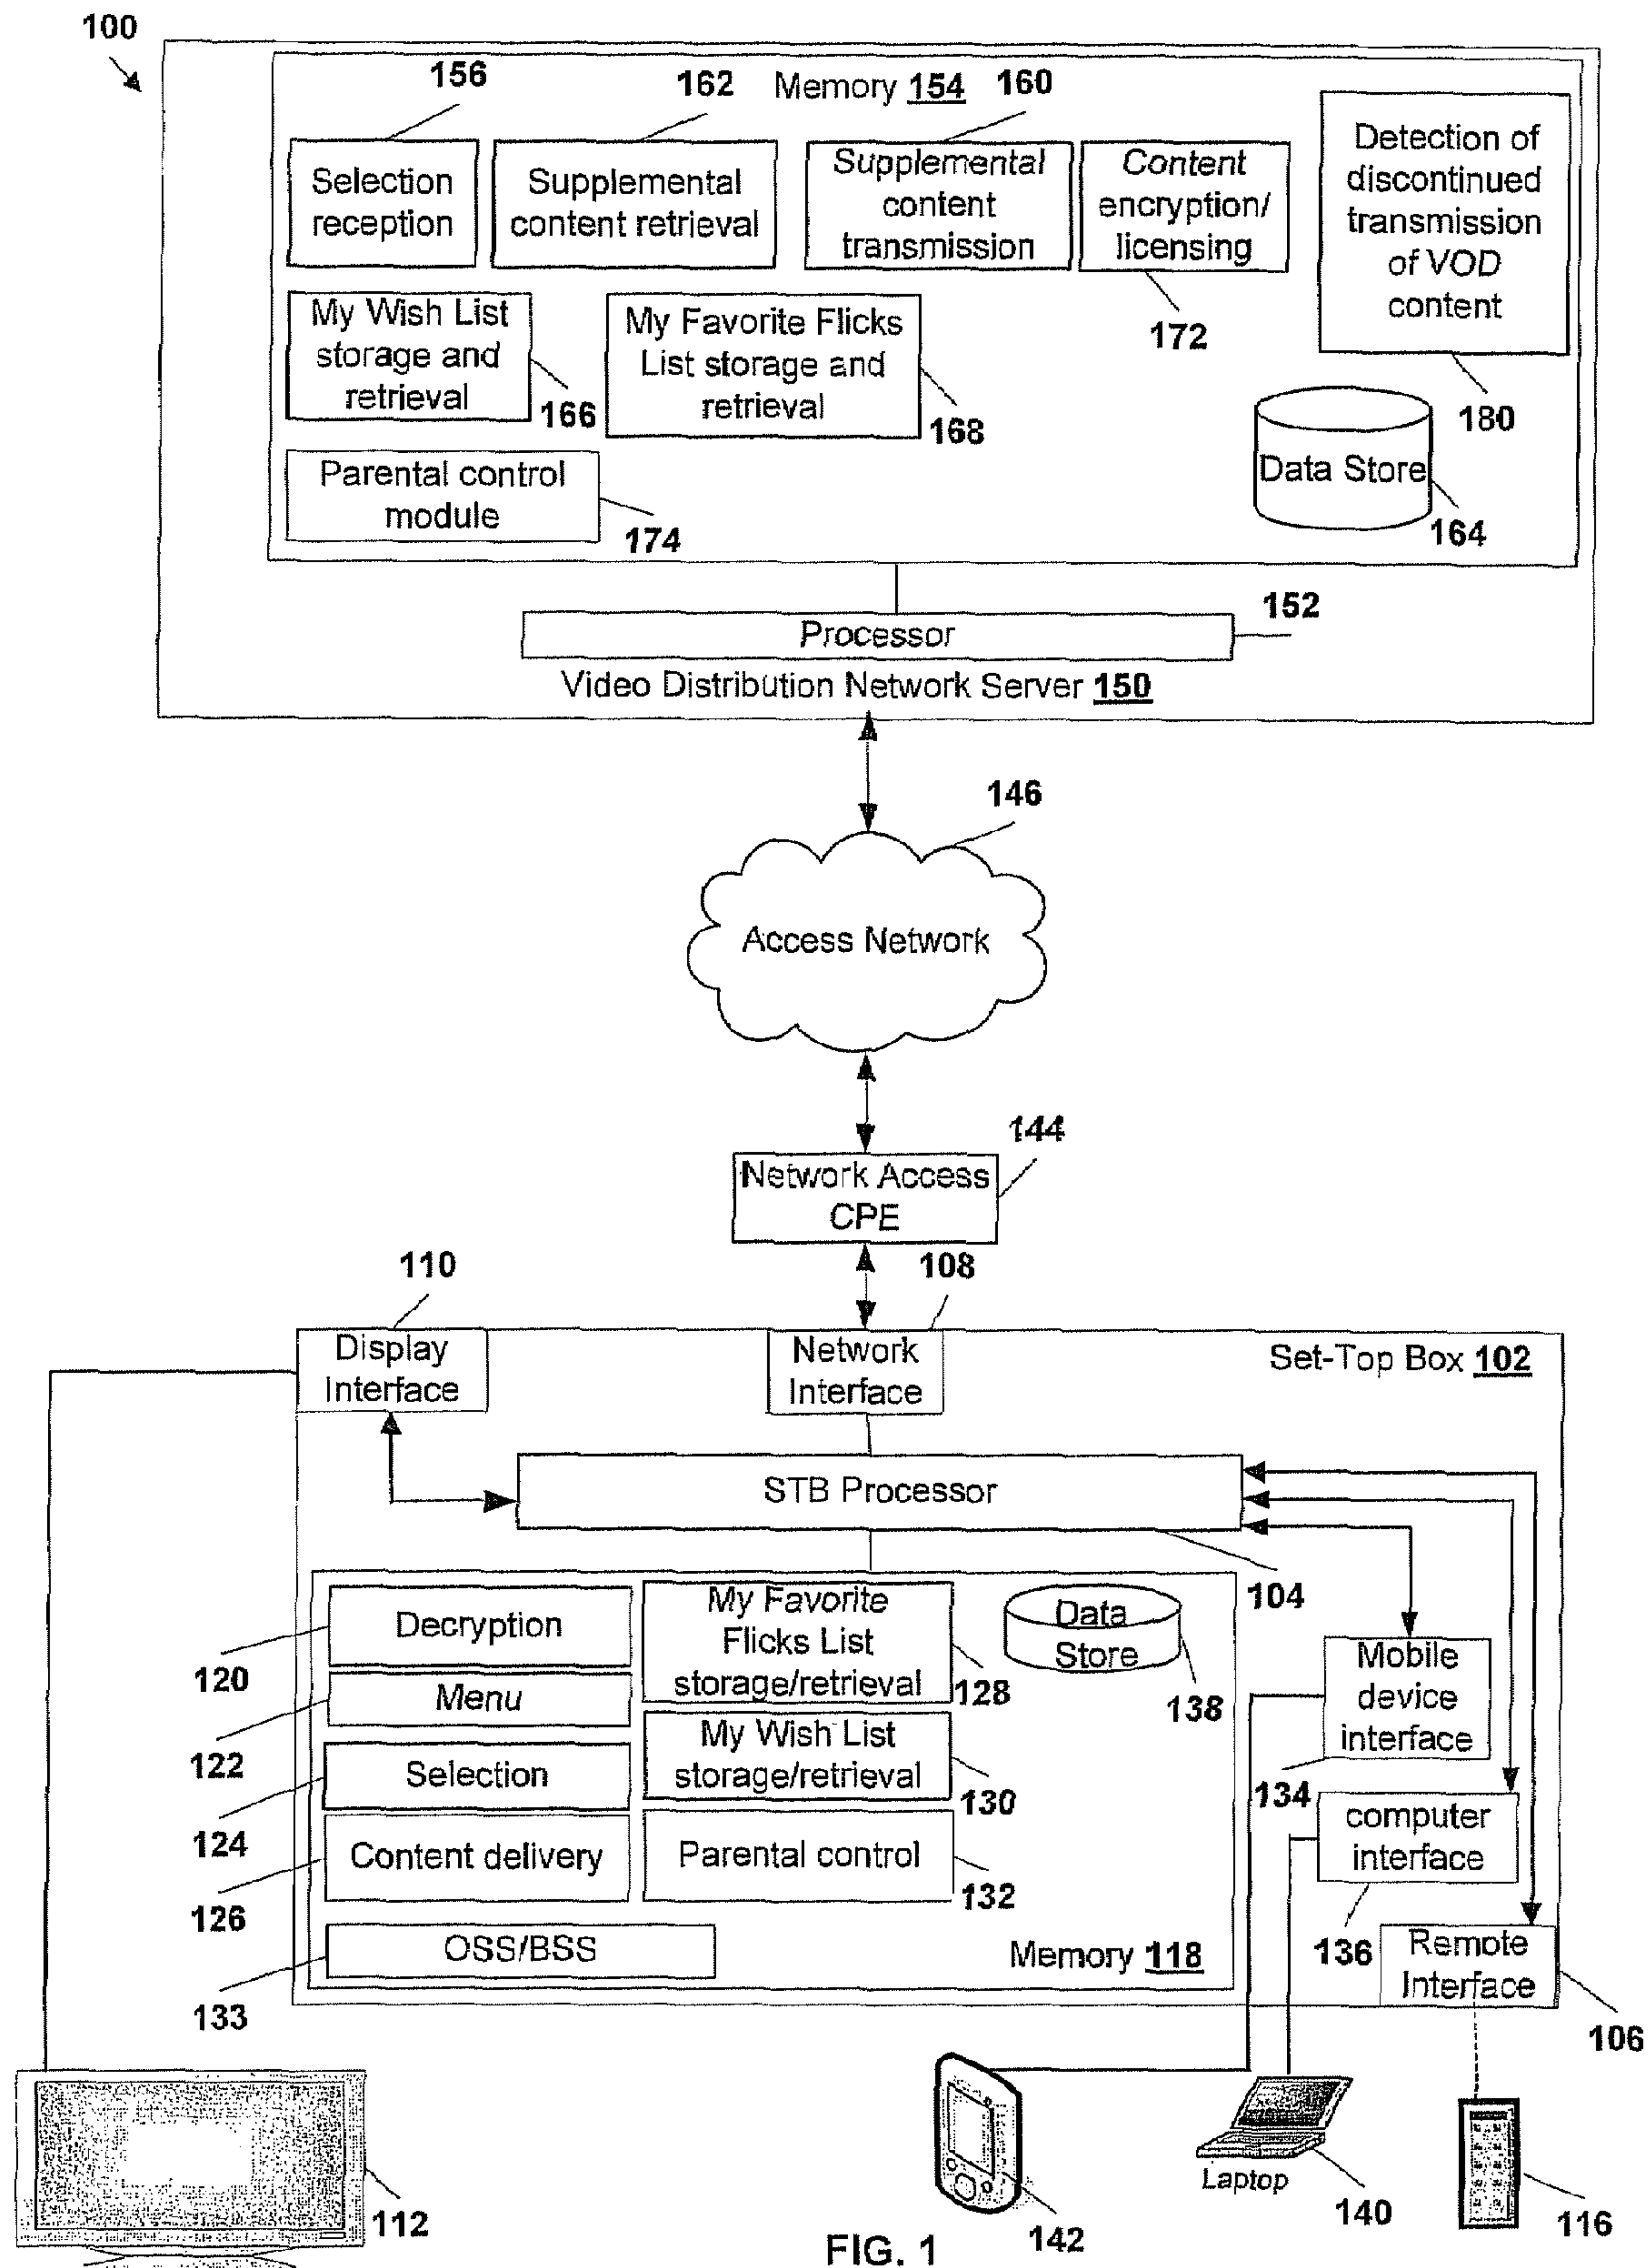 100
156
162
Memory 154
160
Selection
reception
Supplemental
content retrieval
Supplemental
content
transmission
Content
encryption/
licensing
Detection of
discontinued
transmission
of VOD
content
172
180
My Wish List
storage and
retrieval
166
My Favorite Flicks
List storage and
retrieval
168
Data Store
164
Parental control
module
174
152
Processor
Video Distribution Network Server 150
146
Access Network
144
Network Access
CPE
110
108
Display
Interface
Network
Interface
Set-Top Box 102
STB Processor
104
Decryption
120
My Favorite
Flicks List
storage/retrieval
128
Data
Store
138
Menu
122
My Wish List
storage/retrieval
130
Selection
124
Content delivery
126
Parental control
132
OSS/BSS
133
Memory 118
Mobile
device
interface
134
computer
interface
136
Remote
Interface
106
112
142
Laptop
140
116
FIG. 1